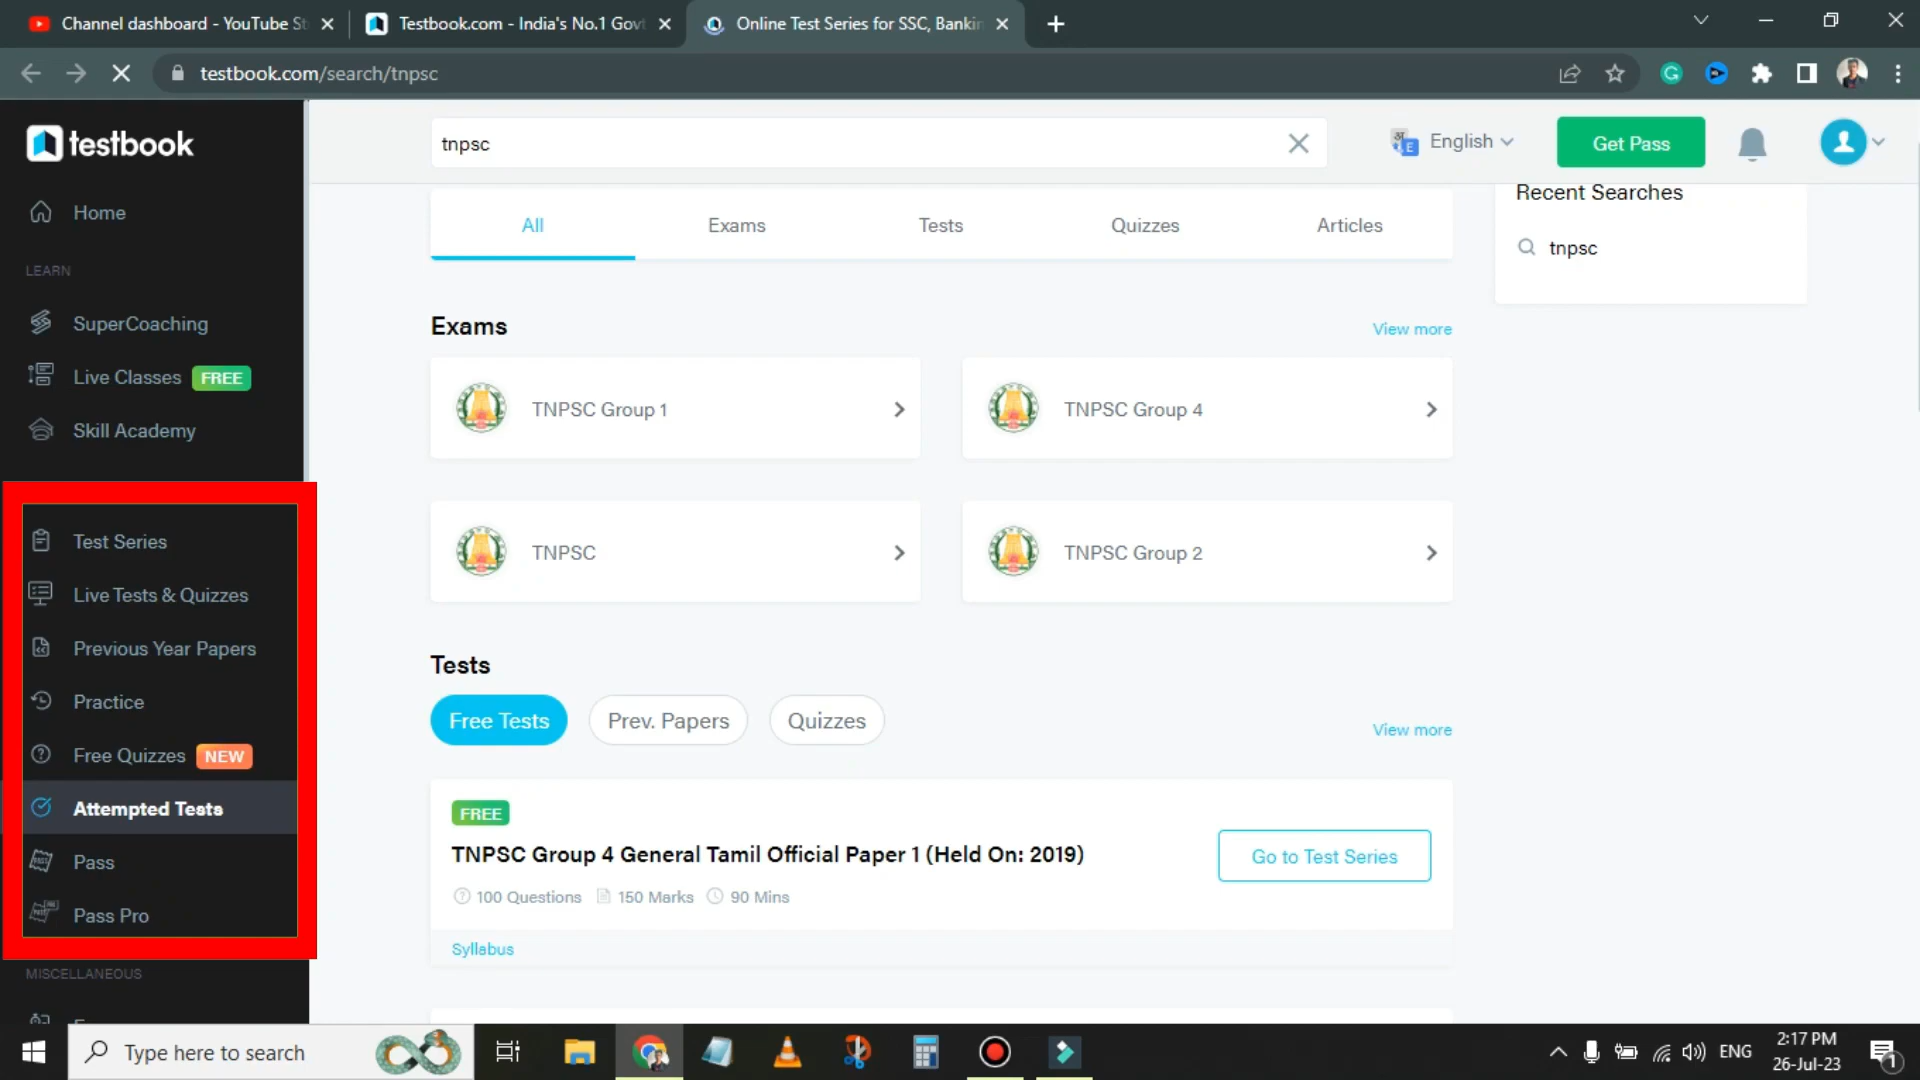 Channel dashboard - YouTube St
Testbook.com - India's No.1 Govt
Online Test Series for SSC, Bankin
testbook.com/search/tnpsc
testbook
tnpsc
English
Get Pass
Home
LEARN
SuperCoaching
Live Classes FREE
Skill Academy
Test Series
Live Tests & Quizzes
Previous Year Papers
Practice
Free Quizzes NEW
Attempted Tests
Pass
Pass Pro
MISCELLANEOUS
All Exams Tests Quizzes Articles
Recent Searches
tnpsc
Exams
View more
TNPSC Group 1
TNPSC Group 4
TNPSC
TNPSC Group 2
Tests
Free Tests Prev. Papers Quizzes
View more
FREE
TNPSC Group 4 General Tamil Official Paper 1 (Held On: 2019)
100 Questions 150 Marks 90 Mins
Go to Test Series
Syllabus
Type here to search
ENG
2:17 PM
26-Jul-23
1